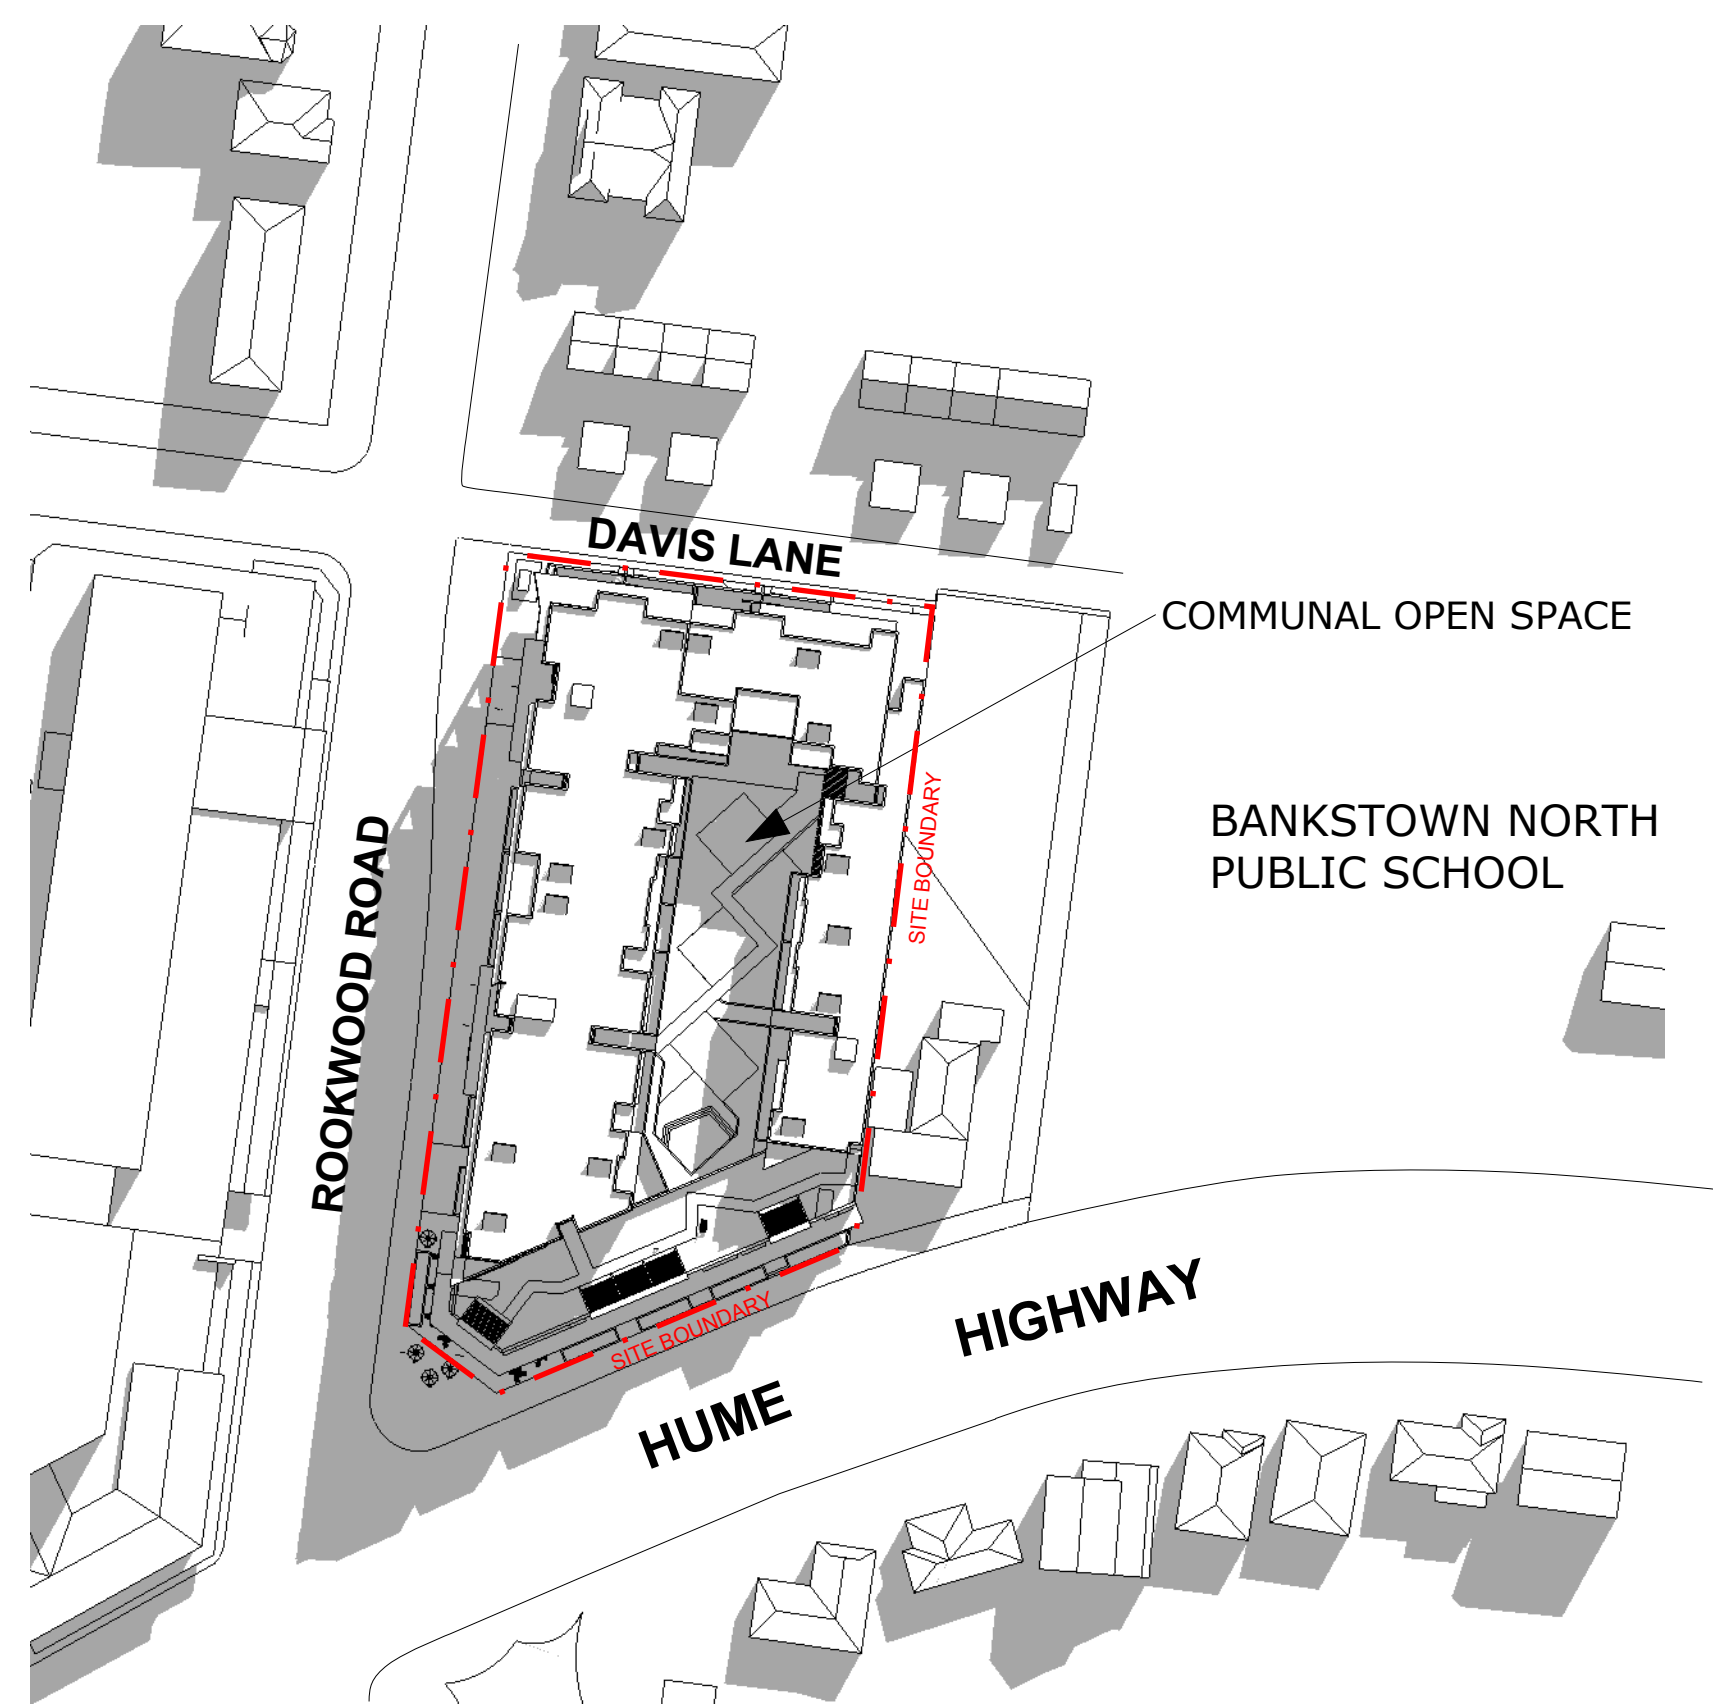 DAVIS LANE
COMMUNAL OPEN SPACE
BANKSTOWN NORTH
PUBLIC SCHOOL
SITE BOUNDARY
ROOKWOOD ROAD
SITE BOUNDARY
HUME
HIGHWAY